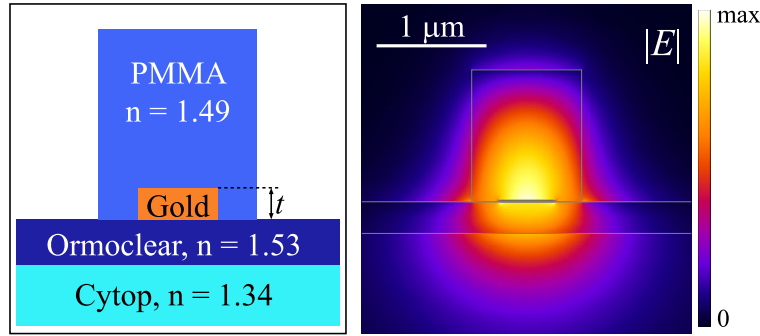 PMMA
n = 1.49
Gold
t
Ormoclear, n = 1.53
Cytop, n = 1.34
1 μm
|E|
max
0